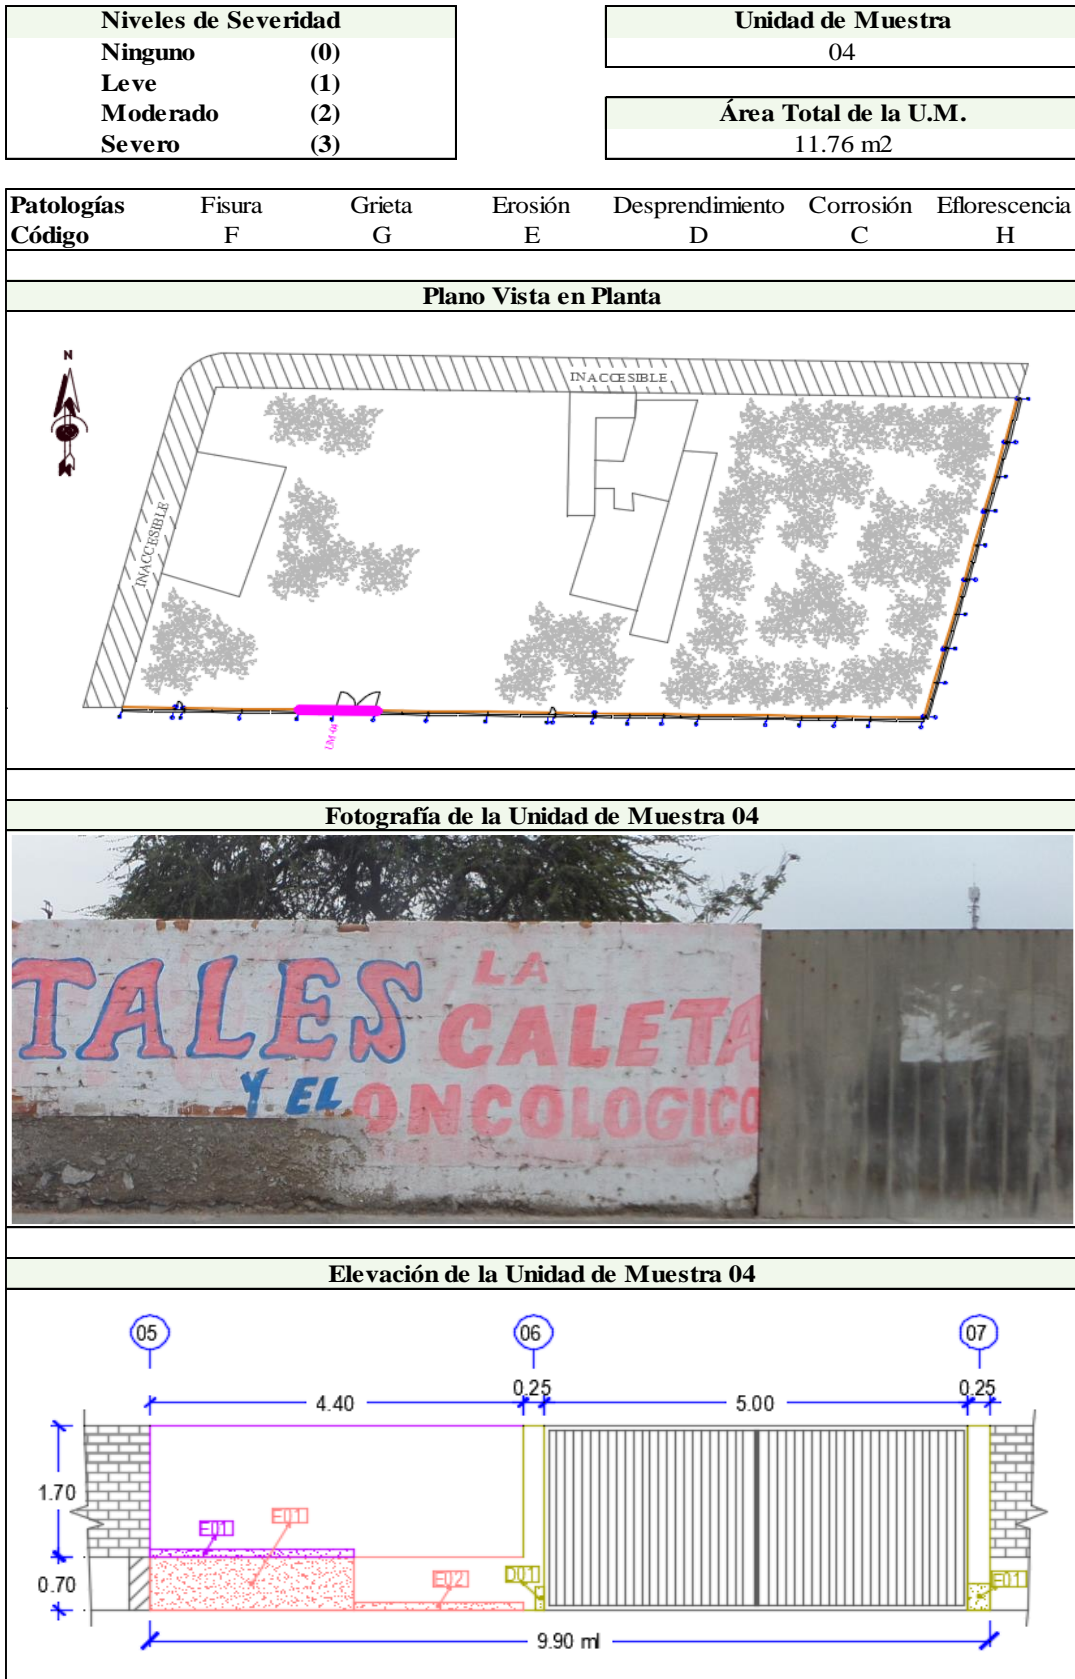 Niveles de Severidad
Ninguno (0)
Leve (1)
Moderado (2)
Severo (3)
Unidad de Muestra
04
Área Total de la U.M.
11.76 m2
Patologías Fisura Grieta Erosión Desprendimiento Corrosión Eflorescencia
Código F G E D C H
Plano Vista en Planta
N
INACCESIBLE
INACCESIBLE
UM-04
Fotografía de la Unidad de Muestra 04
TALES LA
CALETA
Y EL ONCOLOGICO
Elevación de la Unidad de Muestra 04
05 06 07
4.40 0.25 5.00 0.25
1.70
E01 E01
0.70
E02 D01 E01
9.90 ml